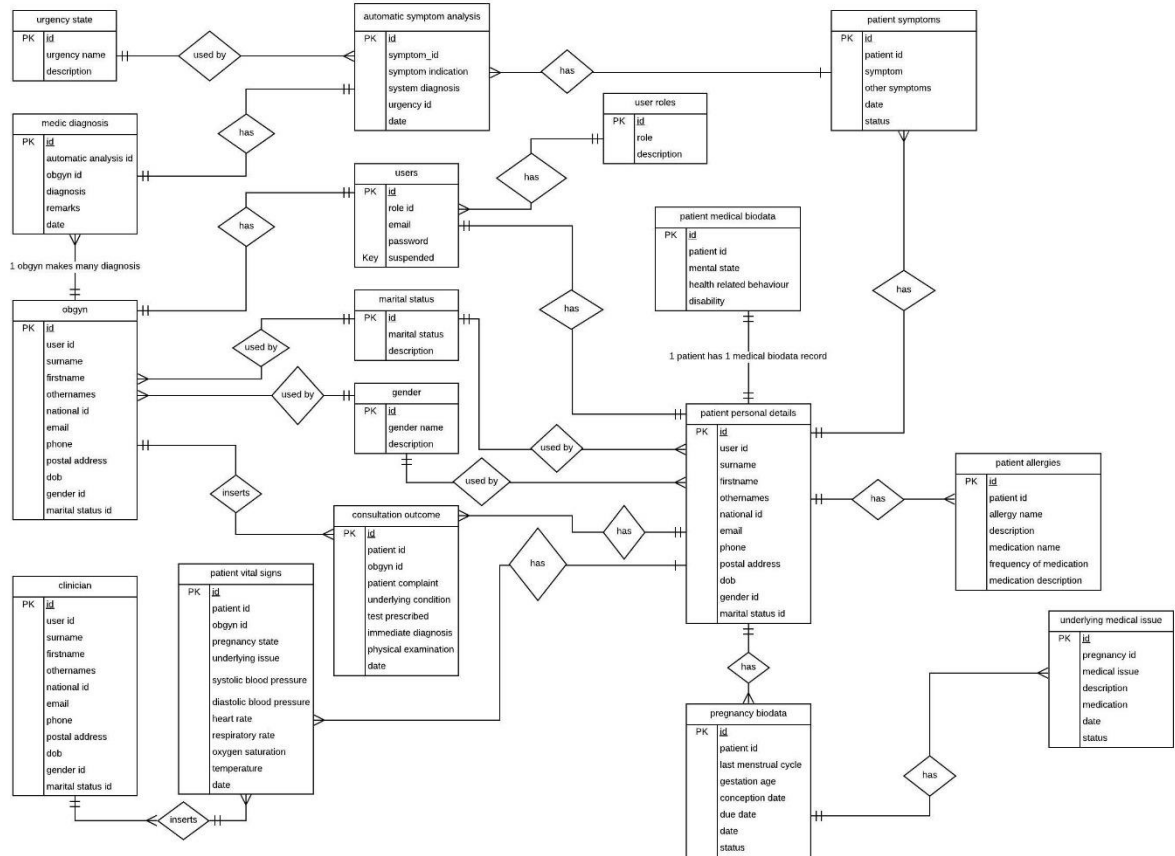 urgency state
PK id
urgency name
description
used by
automatic symptom analysis
PK id
symptom_id
symptom indication
system diagnosis
urgency id
date
has
patient symptoms
PK id
patient id
symptom
other symptoms
date
status
medic diagnosis
PK id
automatic analysis id
obgyn id
diagnosis
remarks
date
has
user roles
PK id
role
description
has
users
PK id
role id
email
password
Key suspended
has
patient medical biodata
PK id
patient id
mental state
health related behaviour
disability
has
1 obgyn makes many diagnosis
1 patient has 1 medical biodata record
has
obgyn
PK id
user id
surname
firstname
othernames
national id
email
phone
postal address
dob
gender id
marital status id
used by
marital status
PK id
marital status
description
used by
gender
PK id
gender name
description
used by
used by
patient personal details
PK id
user id
surname
firstname
othernames
national id
email
phone
postal address
dob
gender id
marital status id
has
patient allergies
PK id
patient id
allergy name
description
medication name
frequency of medication
medication description
inserts
consultation outcome
PK id
patient id
obgyn id
patient complaint
underlying condition
test prescribed
immediate diagnosis
physical examination
date
has
has
clinician
PK id
user id
surname
firstname
othernames
national id
email
phone
postal address
dob
gender id
marital status id
patient vital signs
PK id
patient id
obgyn id
pregnancy state
underlying issue
systolic blood pressure
diastolic blood pressure
heart rate
respiratory rate
oxygen saturation
temperature
date
inserts
has
pregnancy biodata
PK id
patient id
last menstrual cycle
gestation age
conception date
due date
date
status
has
underlying medical issue
PK id
pregnancy id
medical issue
description
medication
date
status